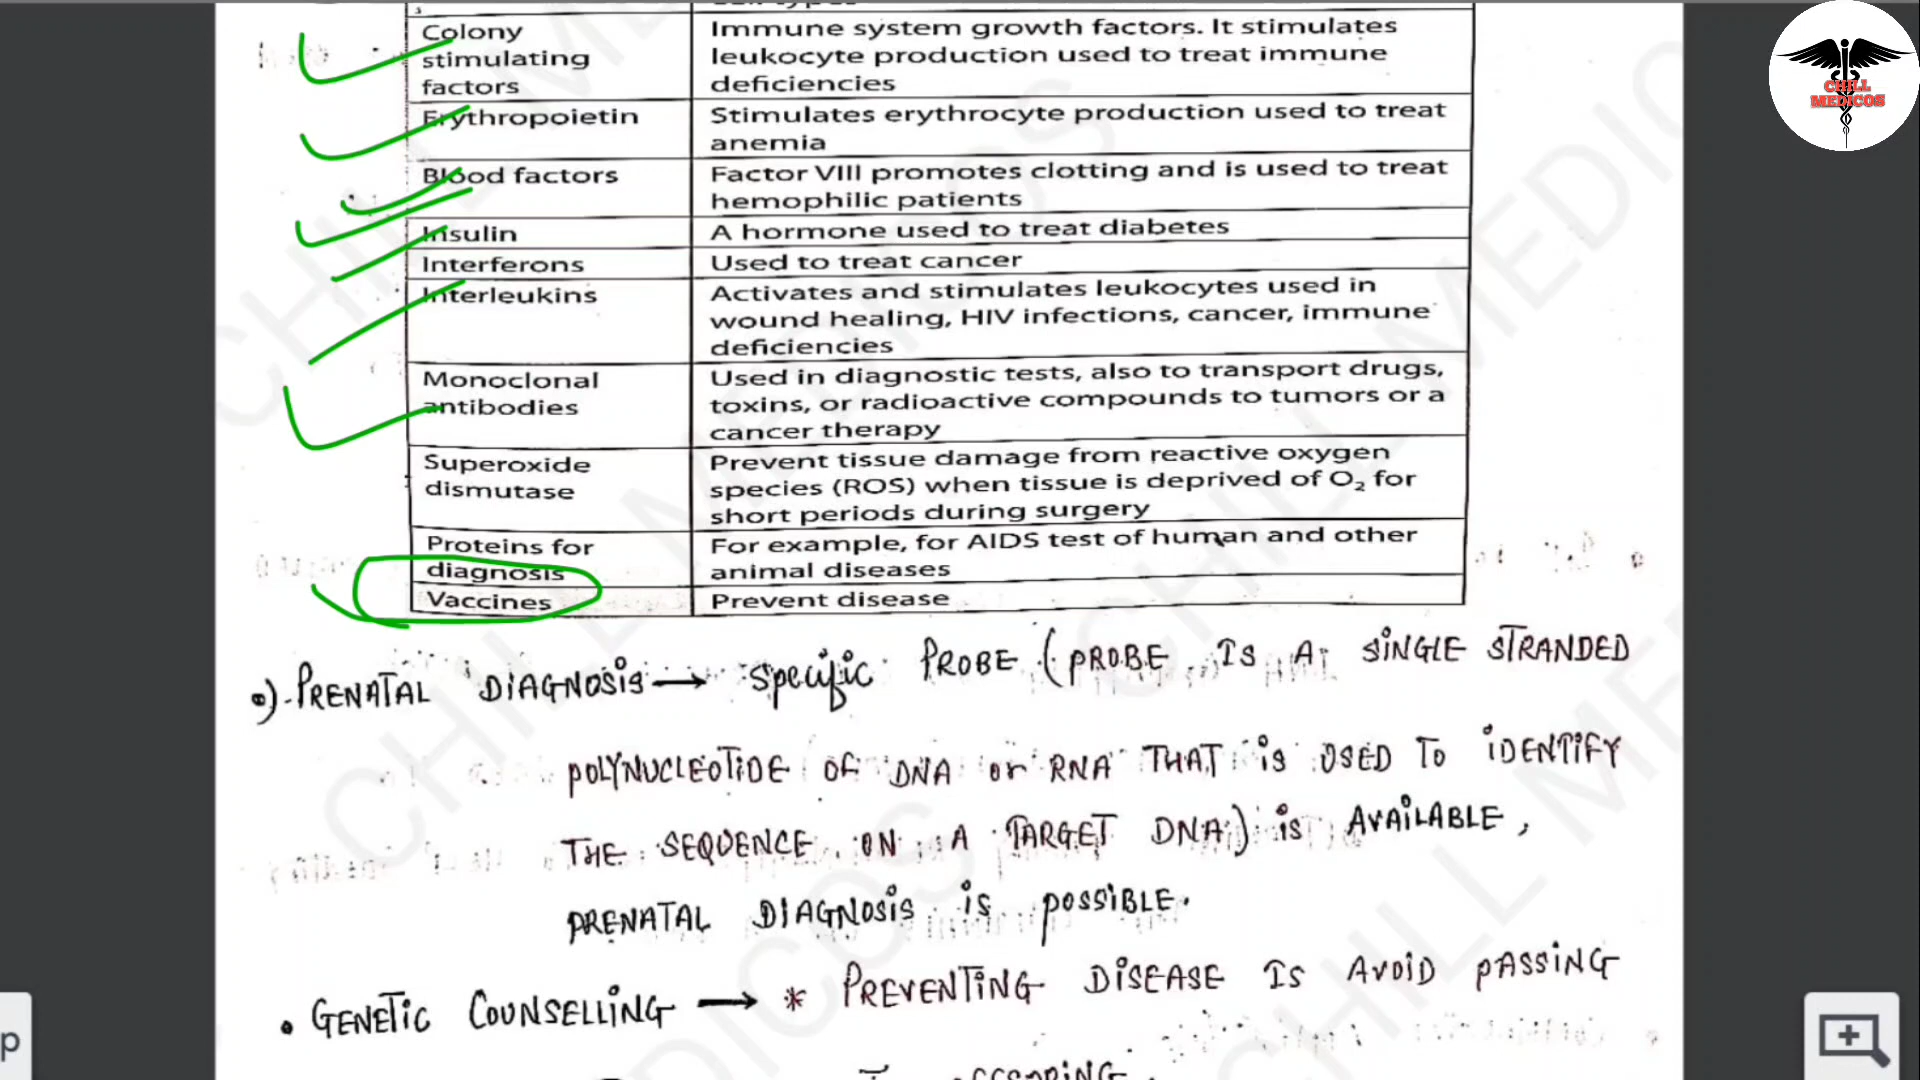 Colony
stimulating
factors
Immune system growth factors. It stimulates
leukocyte production used to treat immune
deficiencies
Erythropoietin
Stimulates erythrocyte production used to treat
anemia
Blood factors
Factor VIII promotes clotting and is used to treat
hemophilic patients
Insulin
A hormone used to treat diabetes
Interferons
Used to treat cancer
Interleukins
Activates and stimulates leukocytes used in
wound healing, HIV infections, cancer, immune
deficiencies
Monoclonal
antibodies
Used in diagnostic tests, also to transport drugs,
toxins, or radioactive compounds to tumors or a
cancer therapy
Superoxide
dismutase
Prevent tissue damage from reactive oxygen
species (ROS) when tissue is deprived of O₂ for
short periods during surgery
Proteins for
diagnosis
For example, for AIDS test of human and other
animal diseases
Vaccines
Prevent disease
•) PRENATAL DIAGNOSIS → Specific PROBE (PROBE IS A SINGLE STRANDED
POLYNUCLEOTIDE OF DNA or RNA THAT is USED TO IDENTIFY
THE SEQUENCE ON A TARGET DNA) is AVAILABLE,
PRENATAL DIAGNOSIS is POSSIBLE.
• GENETIC COUNSELLING → * PREVENTING DISEASE IS AVOID PASSING
CHILL
MEDICOS
CHILL MEDICOS
p